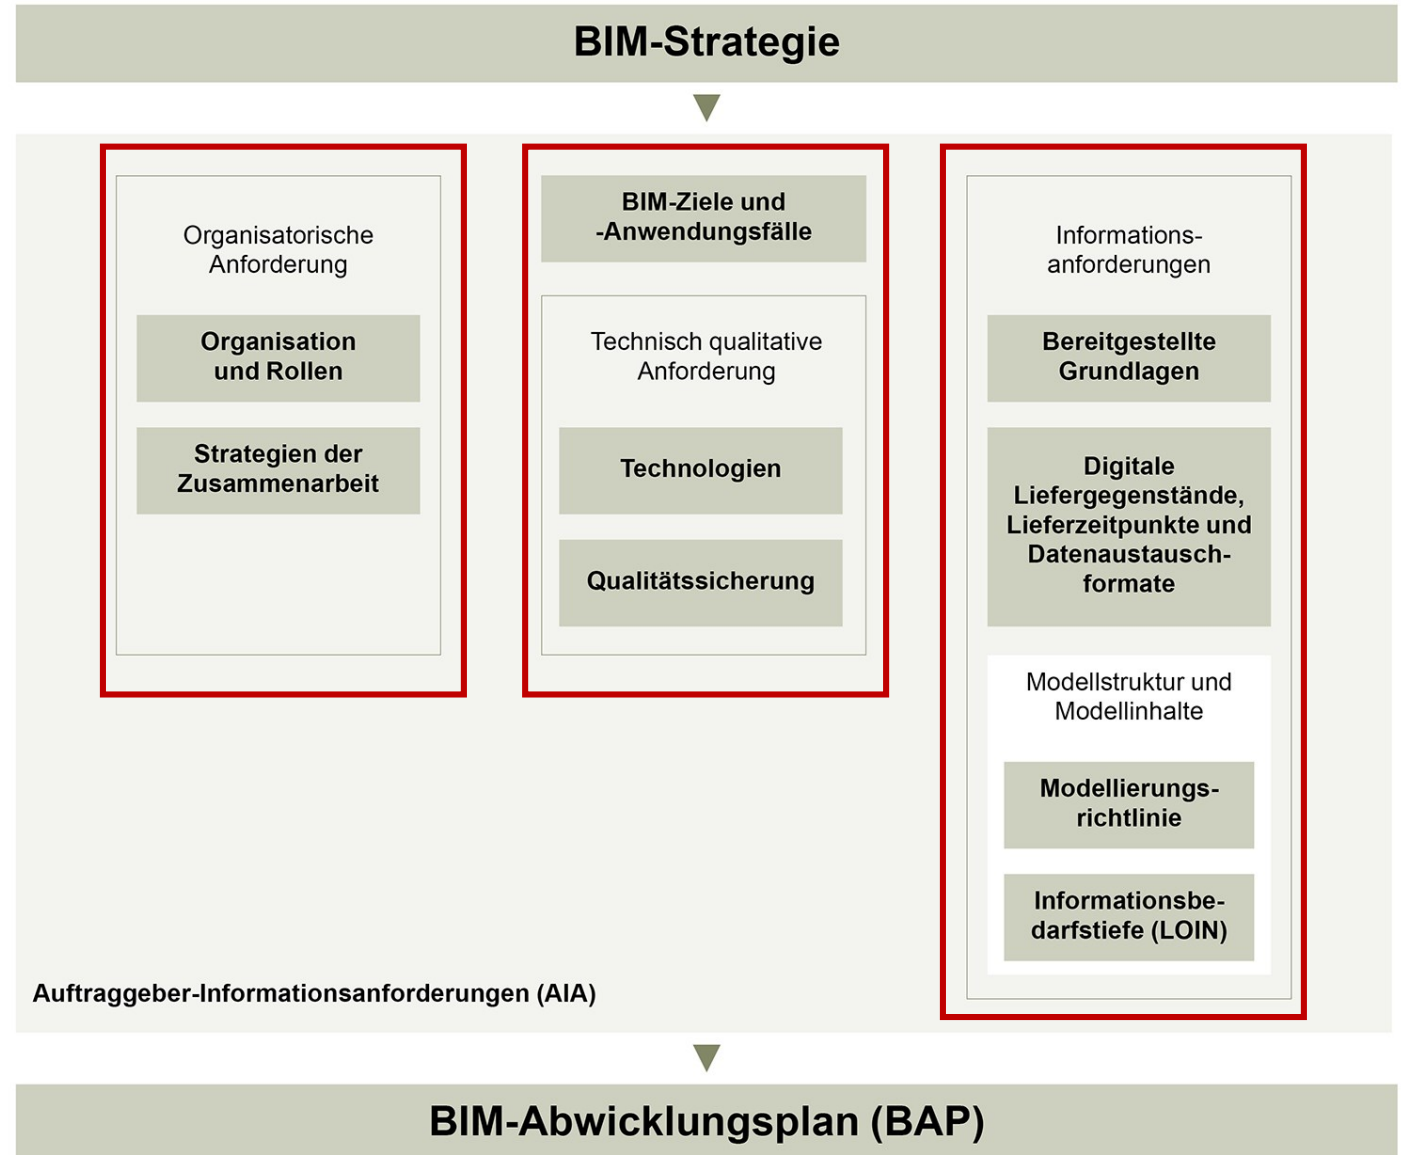 BIM-Strategie
Organisatorische
Anforderung
Organisation
und Rollen
Strategien der
Zusammenarbeit
BIM-Ziele und
-Anwendungsfälle
Technisch qualitative
Anforderung
Technologien
Qualitätssicherung
Informations-
anforderungen
Bereitgestellte
Grundlagen
Digitale
Liefergegenstände,
Lieferzeitpunkte und
Datenaustausch-
formate
Modellstruktur und
Modellinhalte
Modellierungs-
richtlinie
Informationsbe-
darfstiefe (LOIN)
Auftraggeber-Informationsanforderungen (AIA)
BIM-Abwicklungsplan (BAP)